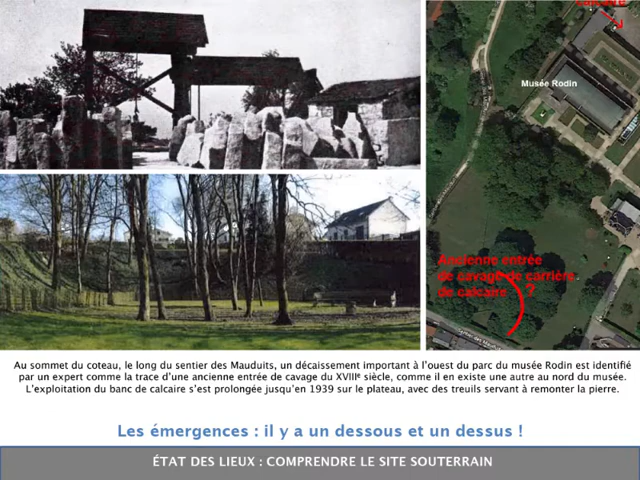 Musée Rodin
Ancienne entrée
de cavage de carrière
de calcaire ?
Au sommet du coteau, le long du sentier des Mauduits, un décaissement important à l'ouest du parc du musée Rodin est identifié
par un expert comme la trace d'une ancienne entrée de cavage du XVIIIᵉ siècle, comme il en existe une autre au nord du musée.
L'exploitation du banc de calcaire s'est prolongée jusqu'en 1939 sur le plateau, avec des treuils servant à remonter la pierre.
Les émergences : il y a un dessous et un dessus !
ÉTAT DES LIEUX : COMPRENDRE LE SITE SOUTERRAIN